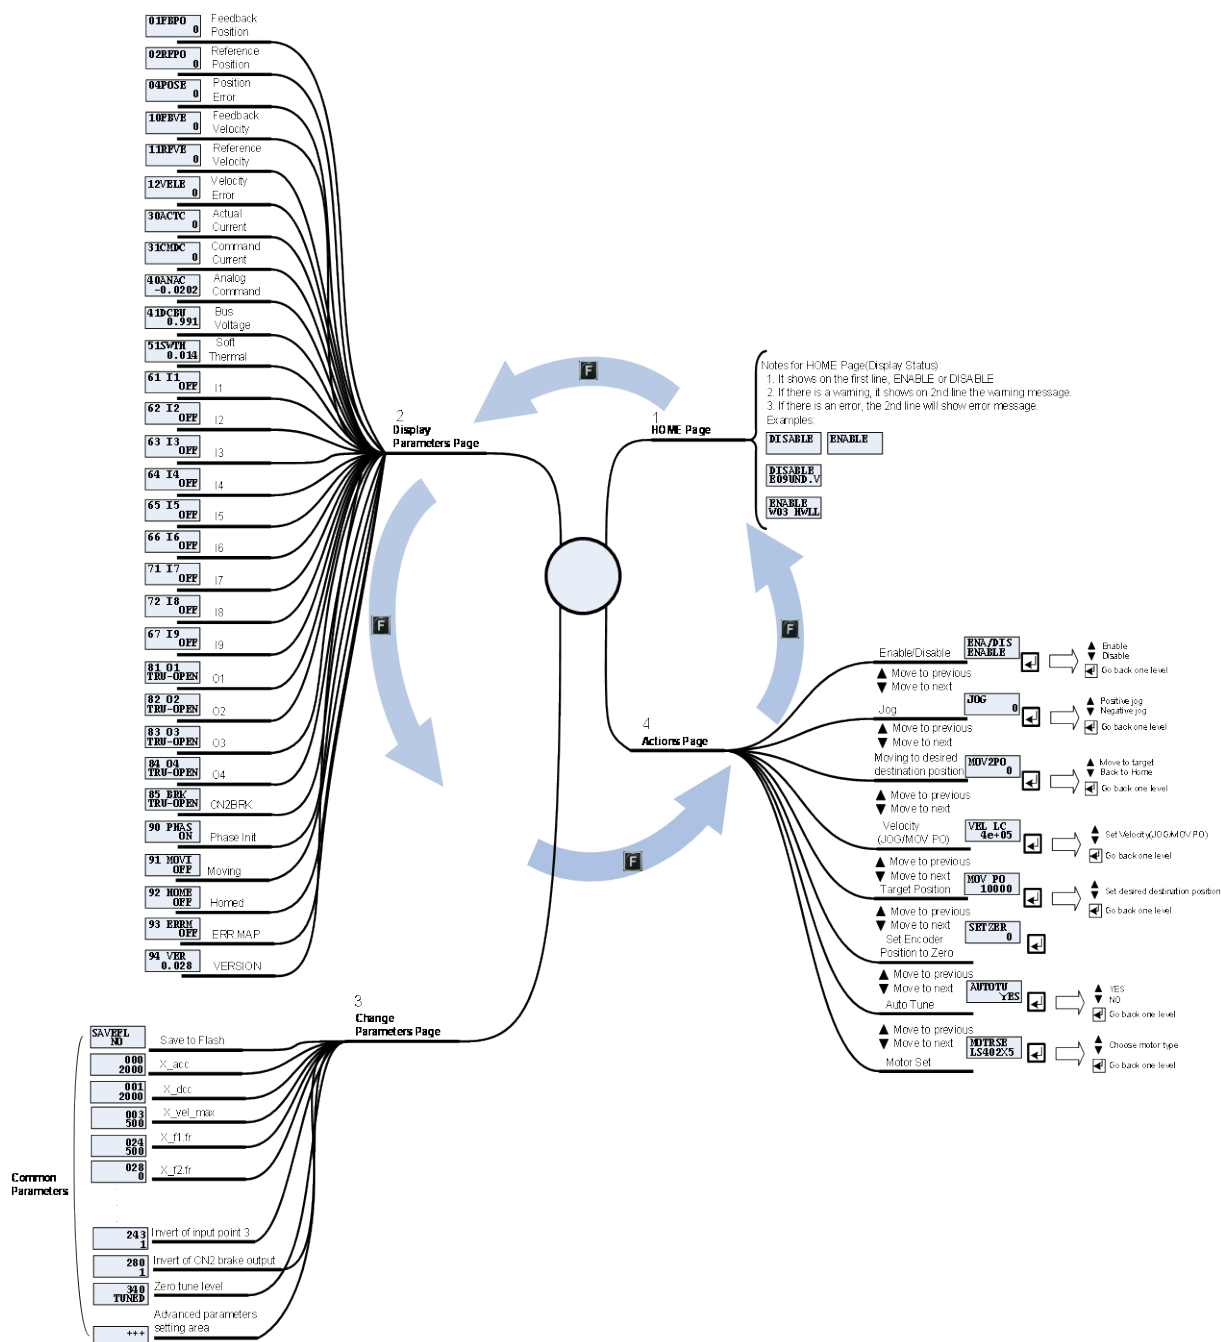 01FBPO
0
Feedback
Position
02RFPO
0
Reference
Position
04POSE
0
Position
Error
10FBVE
0
Feedback
Velocity
11RFVE
0
Reference
Velocity
12VELE
0
Velocity
Error
30ACTC
0
Actual
Current
31CMDC
0
Command
Current
40ANAC
-0.0202
Analog
Command
41DCBU
0.991
Bus
Voltage
51SWTH
0.014
Soft
Thermal
61 I1
OFF
I1
62 I2
OFF
I2
63 I3
OFF
I3
64 I4
OFF
I4
65 I5
OFF
I5
66 I6
OFF
I6
71 I7
OFF
I7
72 I8
OFF
I8
67 I9
OFF
I9
81 O1
TRU-OPEN
O1
82 O2
TRU-OPEN
O2
83 O3
TRU-OPEN
O3
84 O4
TRU-OPEN
O4
85 BRK
TRU-OPEN
CN2BRK
90 PHAS
ON
Phase Init
91 MOVI
OFF
Moving
92 HOME
OFF
Homed
93 ERRM
OFF
ERR.MAP
94 VER
0.028
VERSION
2
Display
Parameters Page
F
1
HOME Page
Notes for HOME Page(Display Status):
1. It shows on the first line, ENABLE or DISABLE
2. If there is a warning, it shows on 2nd line the warning message.
3. If there is an error, the 2nd line will show error message.
Examples:
DISABLE
ENABLE
DISABLE
E09UND.V
ENABLE
W03 HWLL
F
F
F
4
Actions Page
Enable/Disable
ENA/DIS
ENABLE
▲ Enable
▼ Disable
Go back one level
▲ Move to previous
▼ Move to next
Jog
JOG
0
▲ Positive jog
▼ Negative jog
Go back one level
▲ Move to previous
▼ Move to next
Moving to desired
destination position
MOV2PO
0
▲ Move to target
▼ Back to Home
Go back one level
▲ Move to previous
▼ Move to next
Velocity
(JOG/MOV PO)
VEL LC
4e+05
▲
▼ Set Velocity(JOG/MOV PO)
Go back one level
▲ Move to previous
▼ Move to next
Target Position
MOV PO
10000
▲
▼ Set desired destination position
Go back one level
▲ Move to previous
▼ Move to next
Set Encoder
Position to Zero
SETZER
0
▲ Move to previous
▼ Move to next
Auto Tune
AUTOTU
YES
▲ YES
▼ NO
Go back one level
▲ Move to previous
▼ Move to next
Motor Set
MOTRSE
LS402X5
▲
▼ Choose motor type
Go back one level
3
Change
Parameters Page
Common
Parameters
SAVEFL
NO
Save to Flash
000
2000
X_acc
001
2000
X_dcc
003
500
X_vel_max
024
500
X_f1.fr
028
0
X_f2.fr
.
.
.
243
1
Invert of input point 3
280
1
Invert of CN2 brake output
340
TUNED
Zero tune level
+++
Advanced parameters
setting area